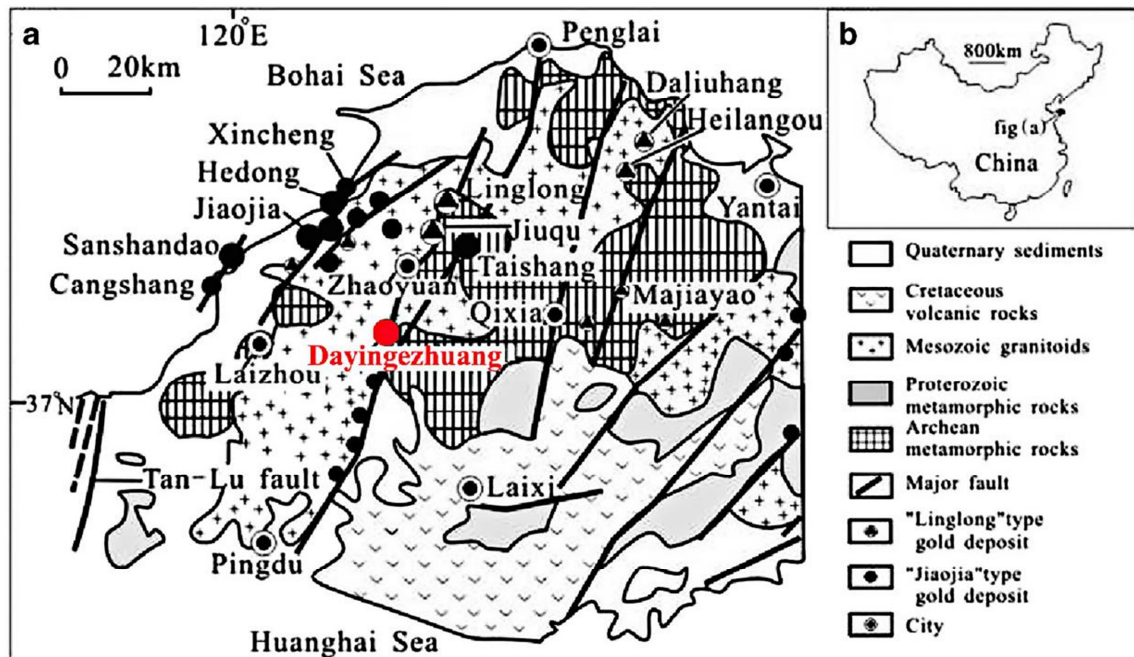 a
120°E
0 20km
Bohai Sea
Penglai
Daliuhang
Heilangou
Xincheng
Hedong
Jiaojia
Linglong
Yantai
Jiuqu
Sanshandao
Taishang
Cangshang
Zhaoyuan
Qixia
Majiayao
Dayingezhuang
Laizhou
37°N
Tan-Lu fault
Laixi
Pingdu
Huanghai Sea
b
800km
fig(a)
China
Quaternary sediments
Cretaceous
volcanic rocks
Mesozoic granitoids
Proterozoic
metamorphic rocks
Archean
metamorphic rocks
Major fault
"Linglong"type
gold deposit
"Jiaojia"type
gold deposit
City